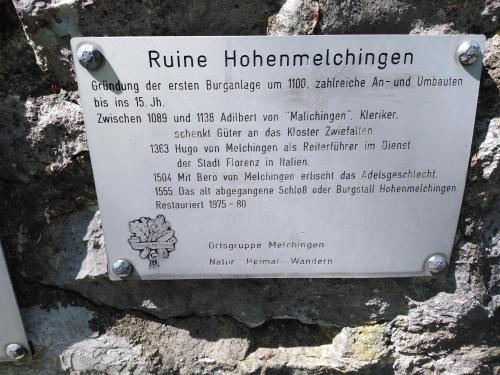 Ruine Hohenmelchingen
Gründung der ersten Burganlage um 1100, zahlreiche An- und Umbauten
bis ins 15. Jh.
Zwischen 1089 und 1138 Adilbert von "Malichingen", Kleriker,
schenkt Güter an das Kloster Zwiefalten
1363 Hugo von Melchingen als Reiterführer im Dienst
der Stadt Florenz in Italien.
1504 Mit Bero von Melchingen erlischt das Adelsgeschlecht.
1555 Das alt abgegangene Schloß oder Burgstall Hohenmelchingen.
Restauriert 1975 - 80
Ortsgruppe Melchingen
Natur - Heimat - Wandern